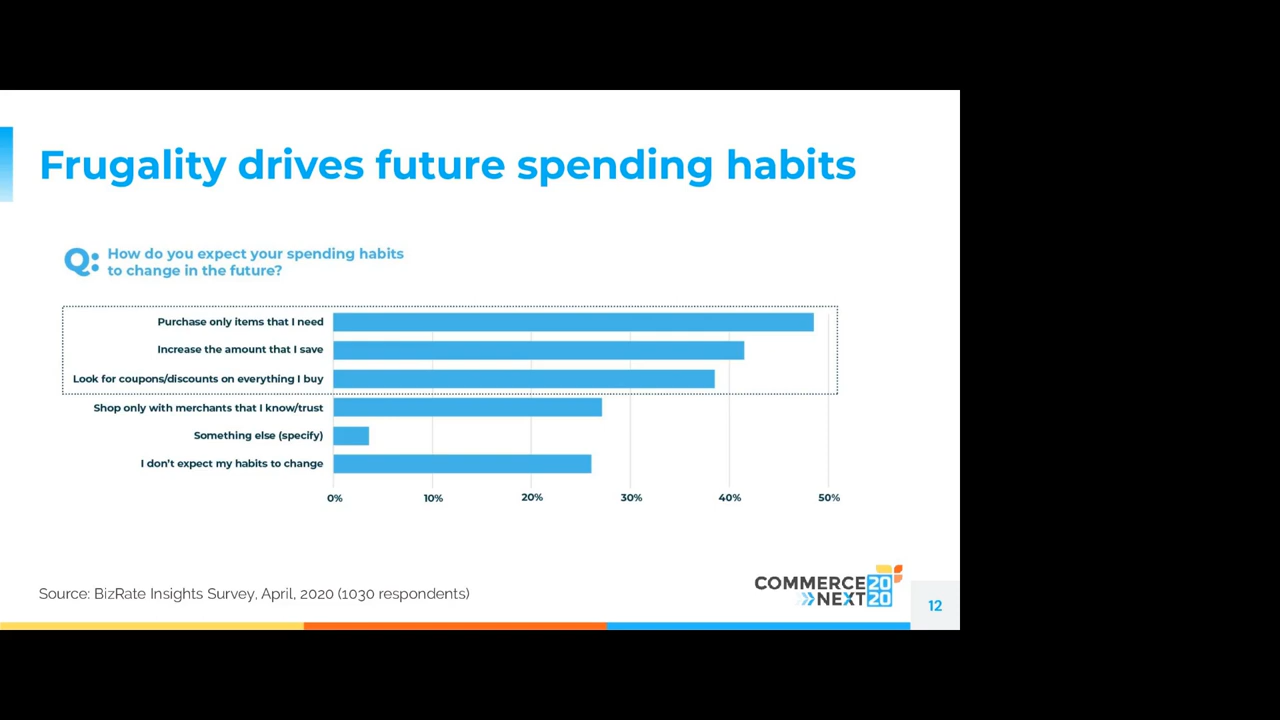 Frugality drives future spending habits
Q: How do you expect your spending habits
to change in the future?
Purchase only items that I need
Increase the amount that I save
Look for coupons/discounts on everything I buy
Shop only with merchants that I know/trust
Something else (specify)
I don't expect my habits to change
0% 10% 20% 30% 40% 50%
Source: BizRate Insights Survey, April, 2020 (1030 respondents)
COMMERCE 20
NEXT 20
12